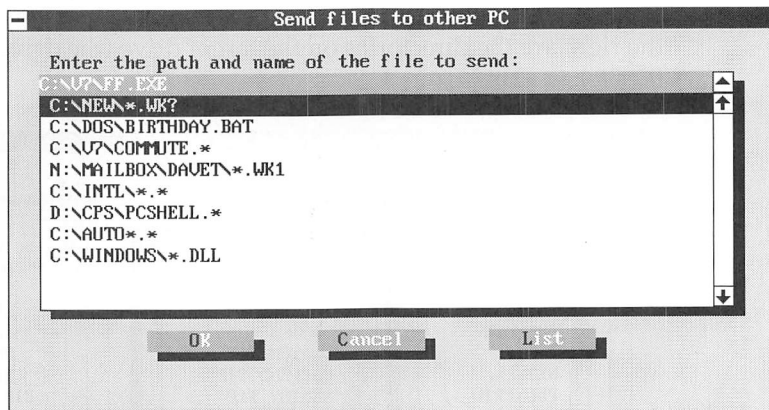 Send files to other PC
Enter the path and name of the file to send:
C:\V7\FF.EXE
C:\NEW\*.WK?
C:\DOS\BIRTHDAY.BAT
C:\V7\COMMUTE.*
N:\MAILBOX\DAVET\*.WK1
C:\INTL\*.*
D:\CPS\PCSHELL.*
C:\AUTO*.*
C:\WINDOWS\*.DLL
OK Cancel List